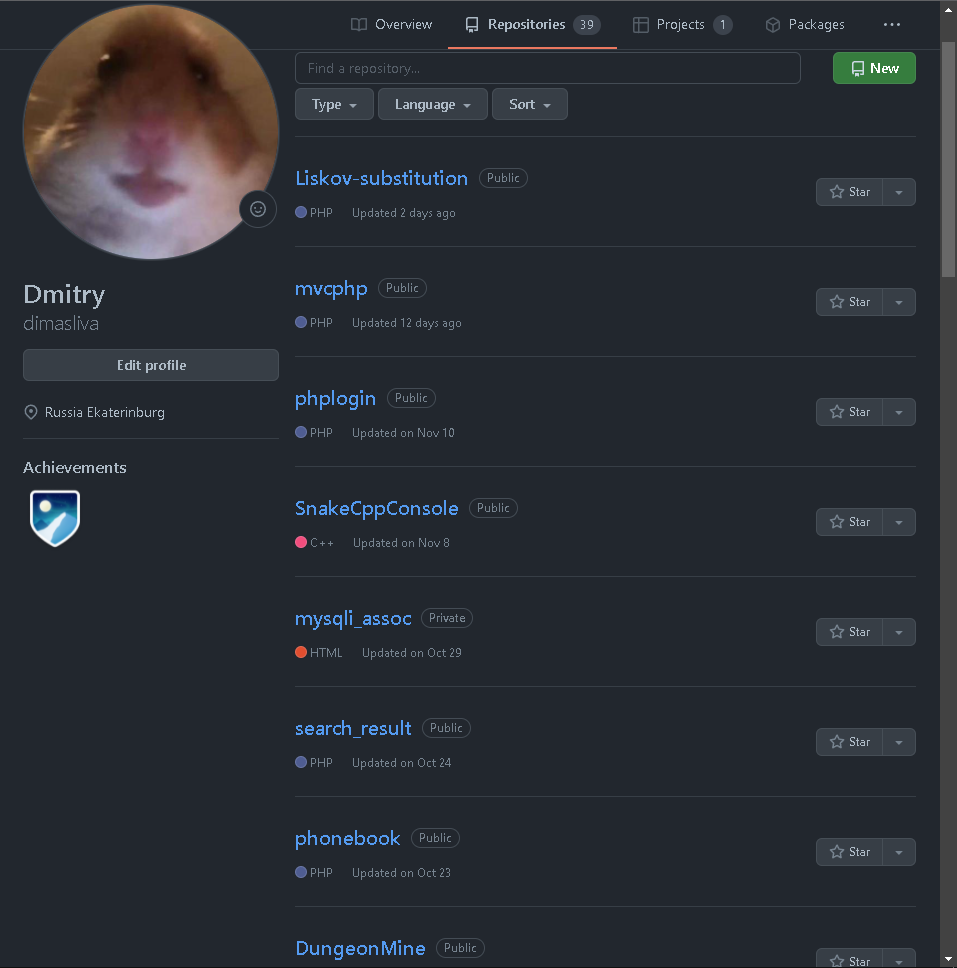 Overview Repositories 39 Projects 1 Packages ...
Find a repository... New
Type Language Sort
Liskov-substitution Public
Star
PHP Updated 2 days ago
mvcphp Public
Star
PHP Updated 12 days ago
phplogin Public
Star
PHP Updated on Nov 10
SnakeCppConsole Public
Star
C++ Updated on Nov 8
mysqli_assoc Private
Star
HTML Updated on Oct 29
search_result Public
Star
PHP Updated on Oct 24
phonebook Public
Star
PHP Updated on Oct 23
DungeonMine Public
Star
Dmitry
dimasliva
Edit profile
Russia Ekaterinburg
Achievements